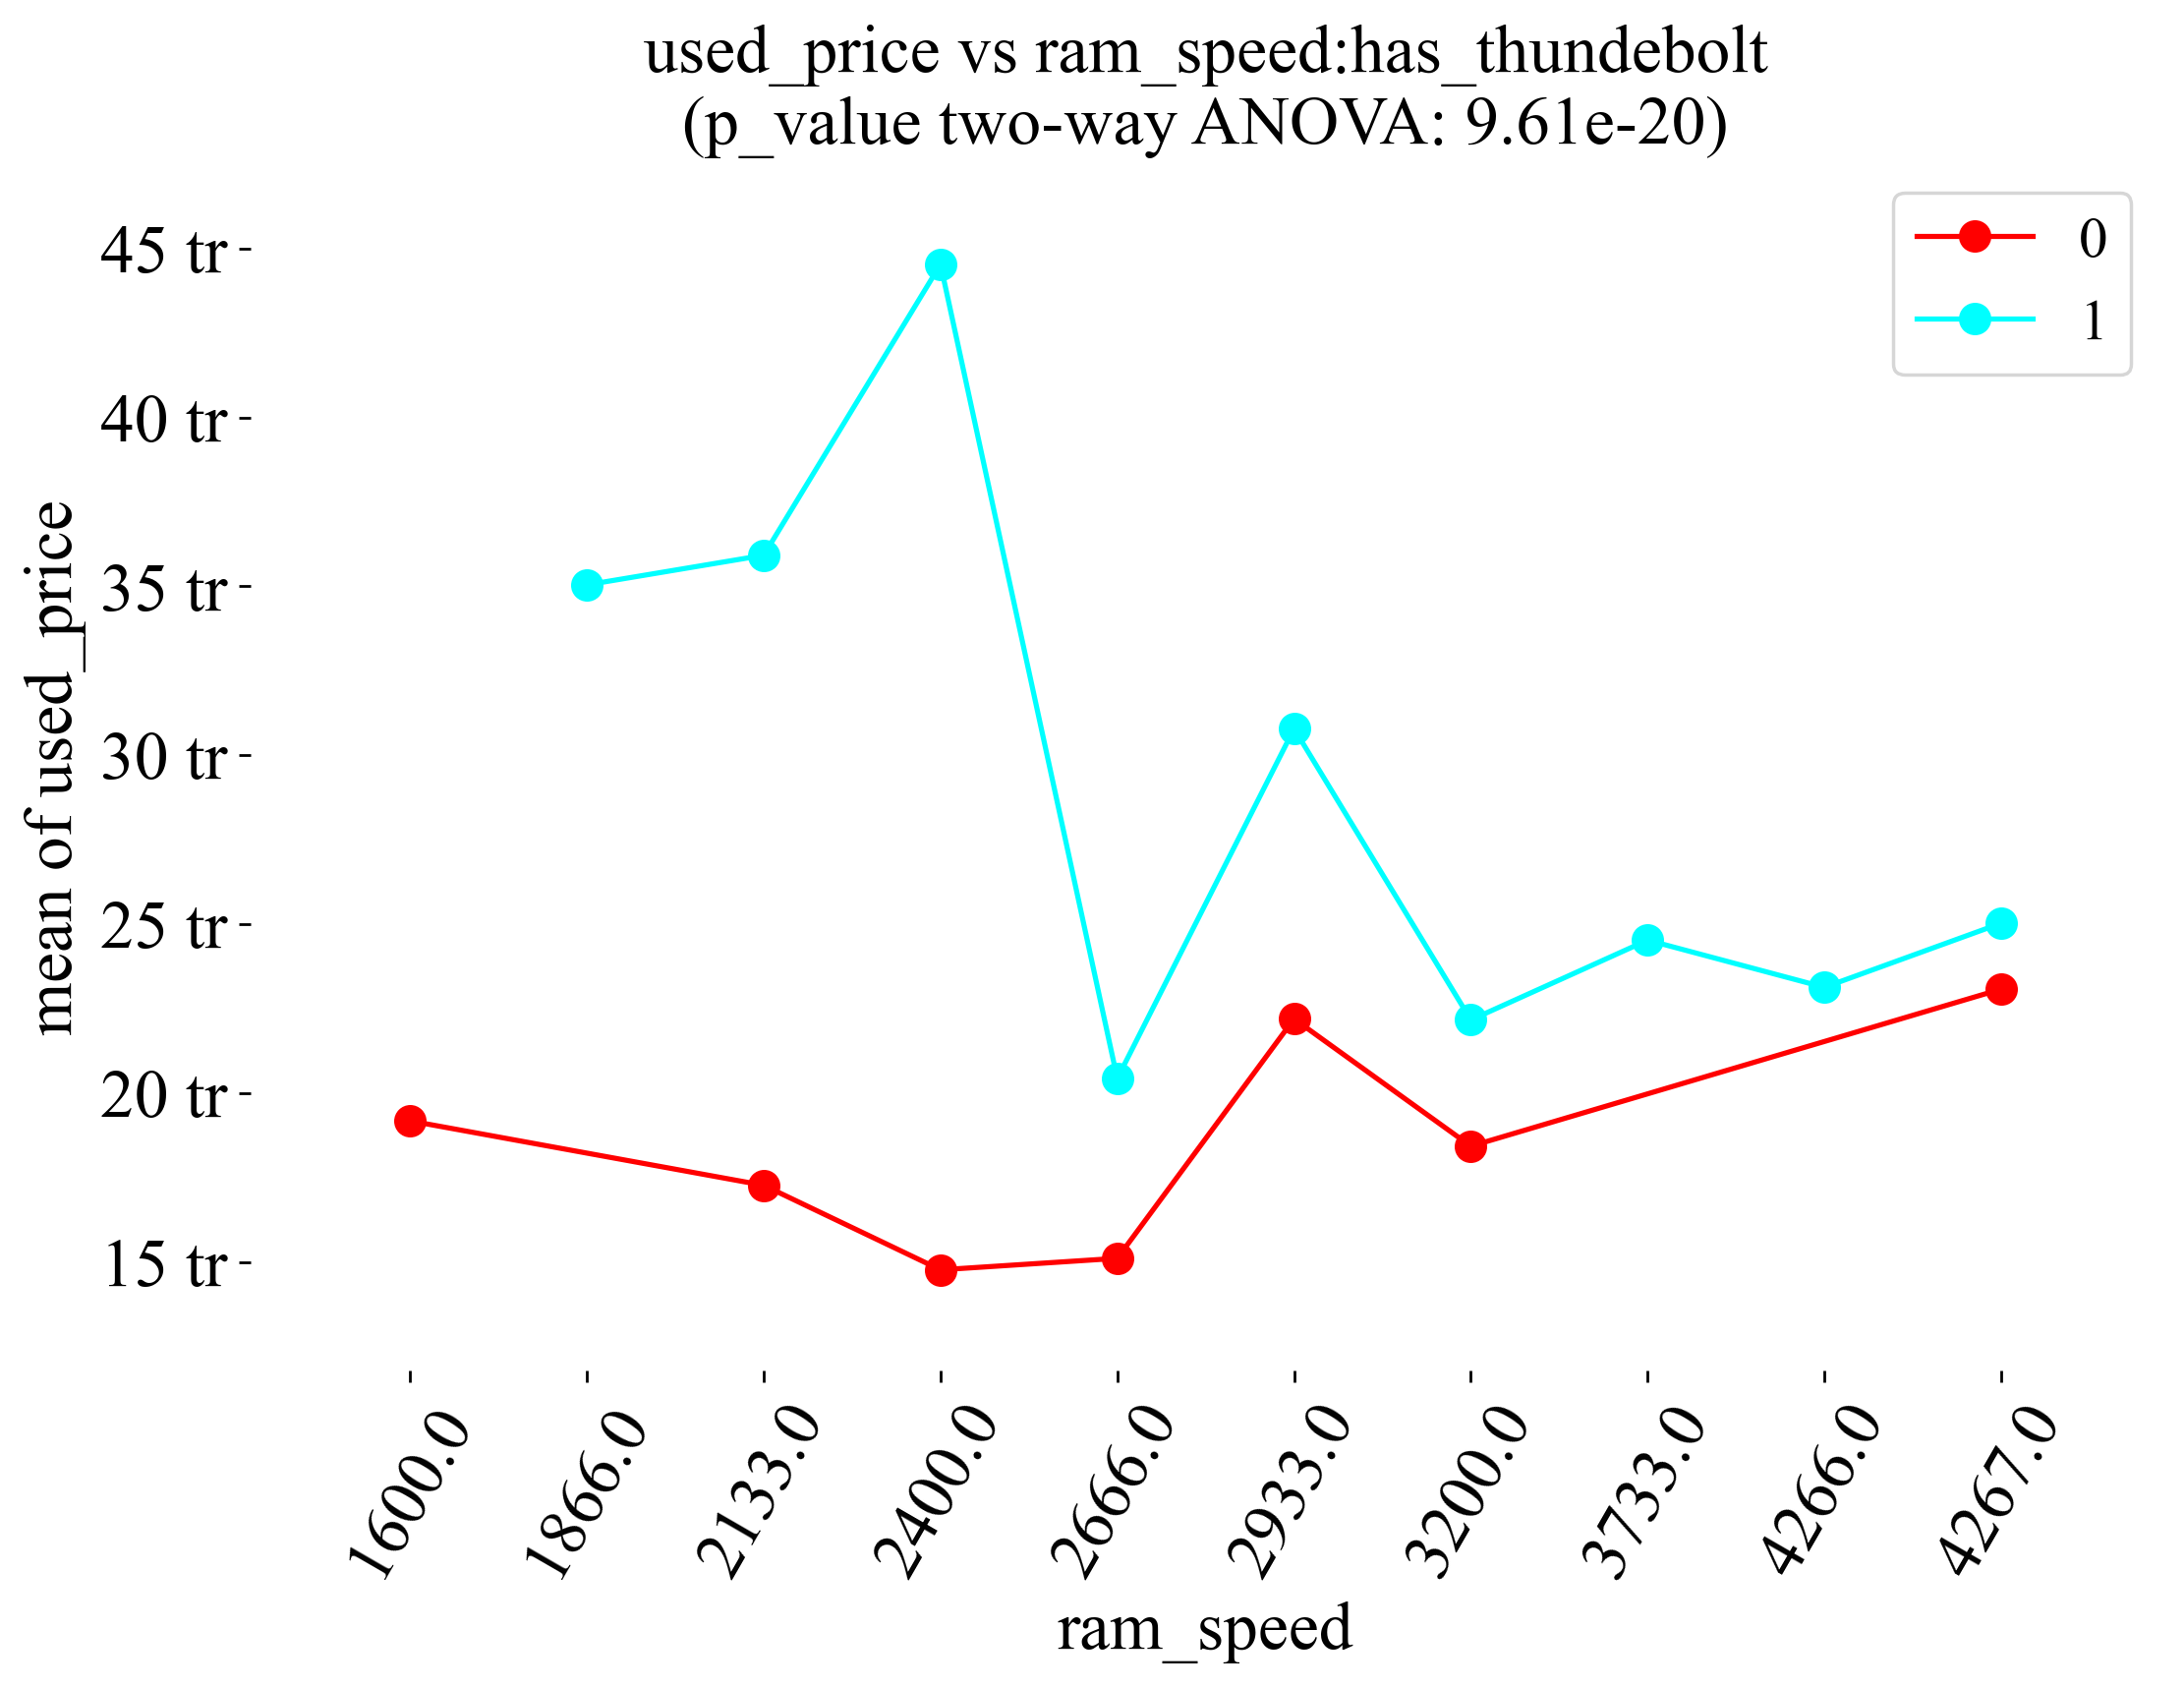 used_price vs ram_speed:has_thundebolt
(p_value two-way ANOVA: 9.61e-20)
0
1
mean of used_price
45 tr
40 tr
35 tr
30 tr
25 tr
20 tr
15 tr
1600.0
1866.0
2133.0
2400.0
2666.0
2933.0
3200.0
3733.0
4266.0
4267.0
ram_speed